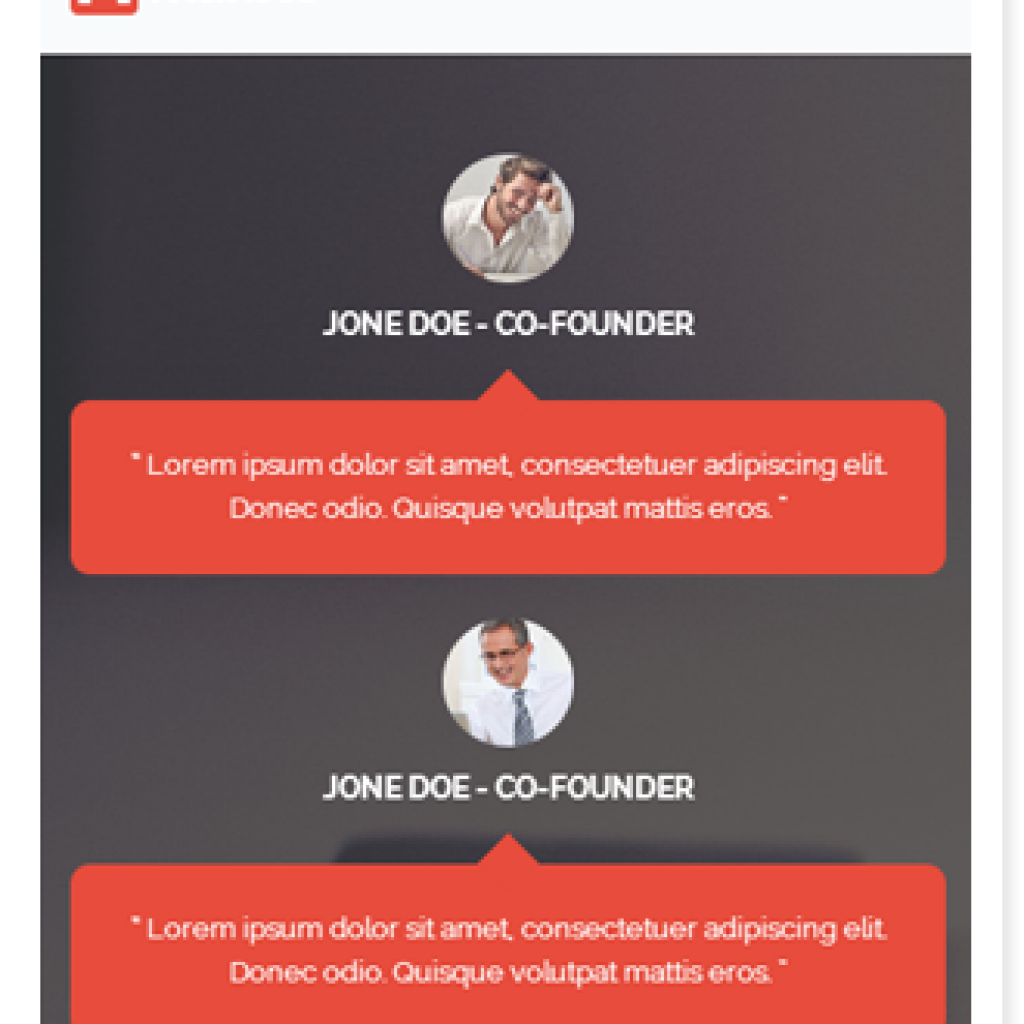 JONE DOE - CO-FOUNDER
" Lorem ipsum dolor sit amet, consectetuer adipiscing elit.
Donec odio. Quisque volutpat mattis eros. "
JONE DOE - CO-FOUNDER
" Lorem ipsum dolor sit amet, consectetuer adipiscing elit.
Donec odio. Quisque volutpat mattis eros. "